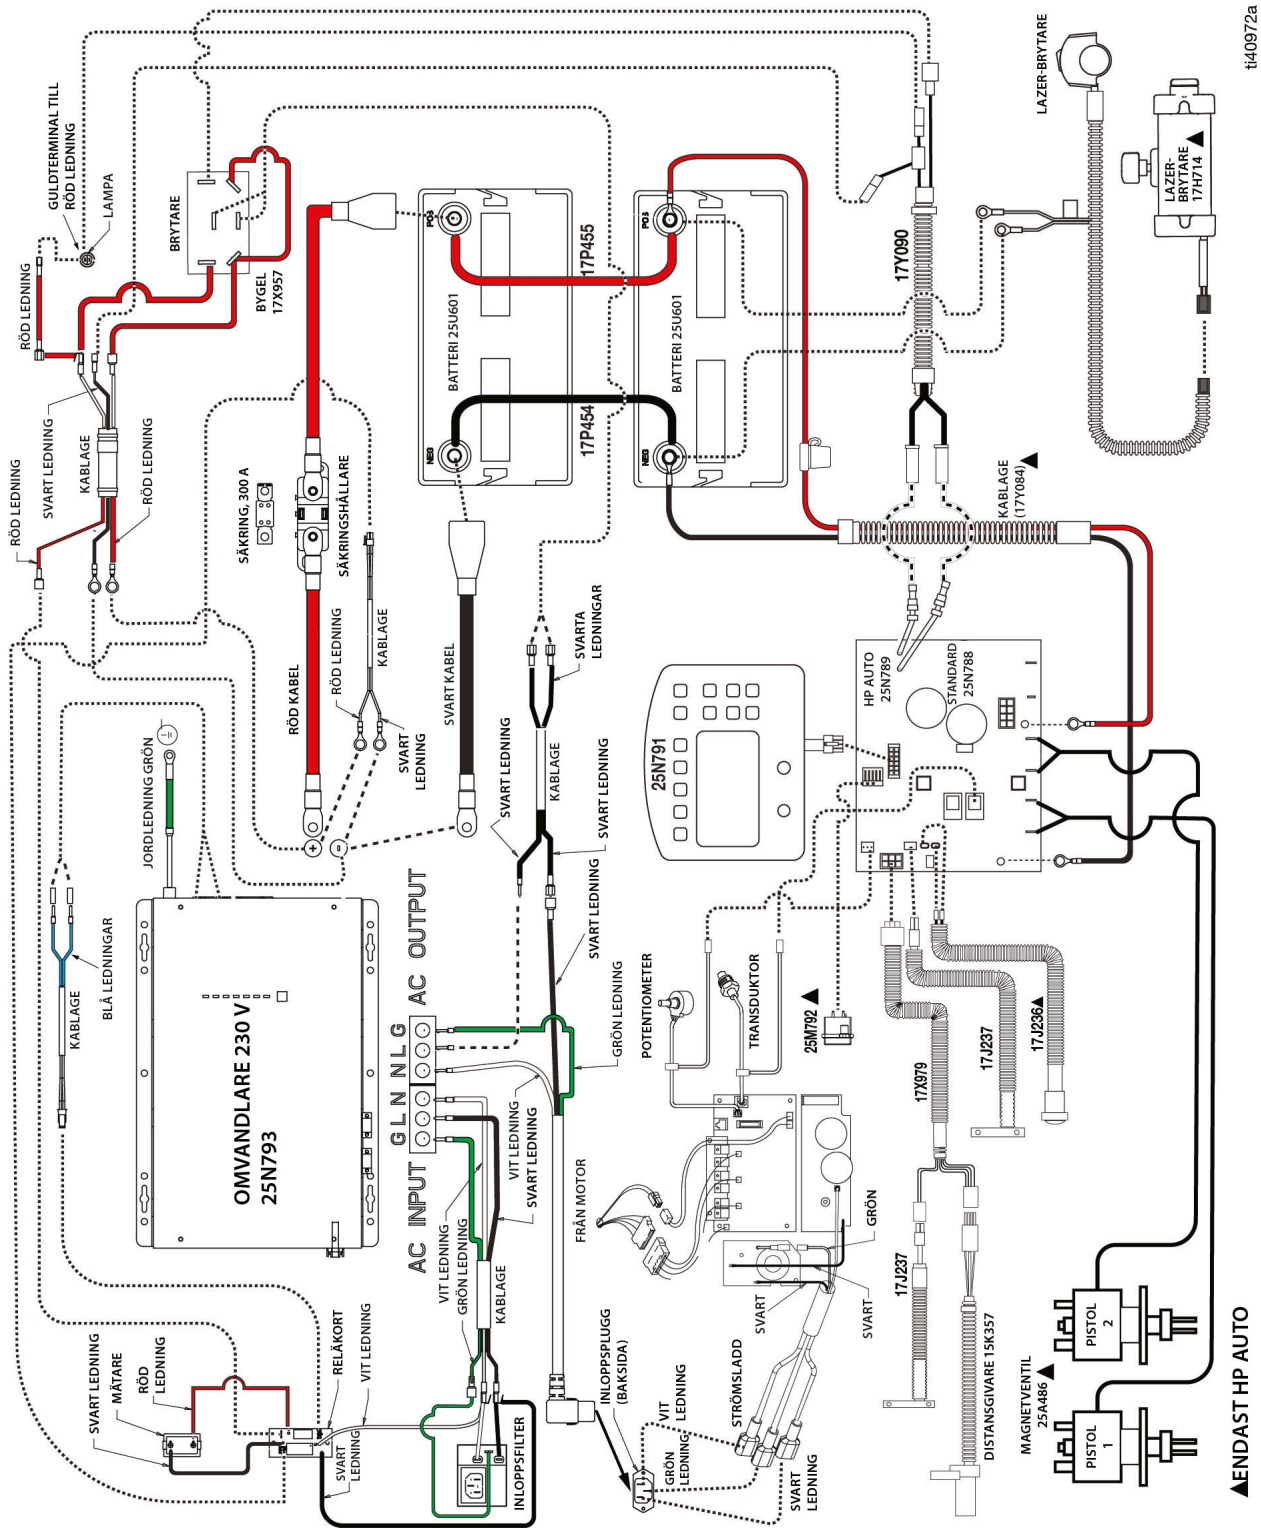 ti40972a
GULDTERMINAL TILL
RÖD LEDNING
LAMPA
RÖD LEDNING
BRYTARE
BYGEL
17X957
SVART LEDNING
KABLAGE
RÖD LEDNING
RÖD LEDNING
SÄKRING, 300 A
SÄKRINGSHÅLLARE
RÖD KABEL
RÖD LEDNING
KABLAGE
SVART
LEDNING
SVART KABEL
POS
NEG
BATTERI 25U601
17P455
17P454
POS
NEG
BATTERI 25U601
17Y090
LAZER-BRYTARE
LAZER-
BRYTARE
17H714
KABLAGE
(17Y084)
SVARTA
LEDNINGAR
SVART LEDNING
KABLAGE
SVART LEDNING
SVART LEDNING
GRÖN LEDNING
+
-
JORDLEDNING GRÖN
BLÅ LEDNINGAR
KABLAGE
OMVANDLARE 230 V
25N793
AC INPUT
G L N
N L G
AC OUTPUT
VIT LEDNING
SVART LEDNING
VIT LEDNING
GRÖN LEDNING
KABLAGE
FRÅN MOTOR
SVART LEDNING
MÄTARE
RÖD
LEDNING
RELÄKORT
VIT LEDNING
SVART
LEDNING
INLOPPSFILTER
INLOPPSPLUGG
(BAKSIDA)
VIT
LEDNING
GRÖN
LEDNING
STRÖMSLADD
SVART
LEDNING
SVART
SVART
GRÖN
POTENTIOMETER
TRANSDUKTOR
25M792
25N791
HP AUTO
25N789
STANDARD
25N788
17X979
17J237
17J236
17J237
DISTANSGIVARE 15K357
MAGNETVENTIL
25A486
PISTOL
1
PISTOL
2
ENDAST HP AUTO